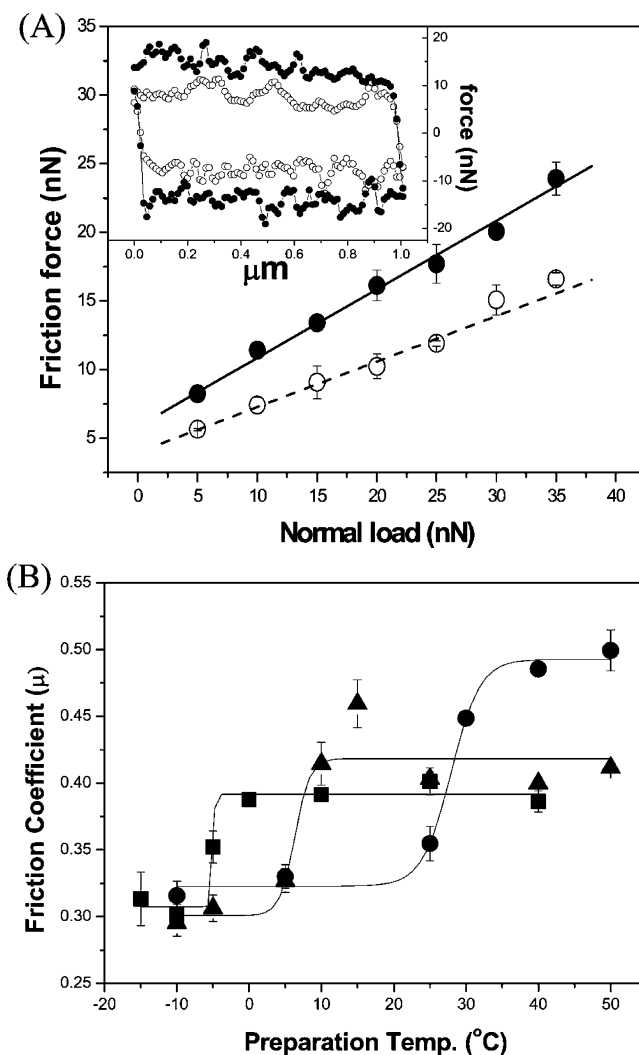 (A)
35
30
25
20
15
10
5
Friction force (nN)
20
10
0
-10
-20
force (nN)
0.0 0.2 0.4 0.6 0.8 1.0
μm
0 5 10 15 20 25 30 35 40
Normal load (nN)
(B)
0.55
0.50
0.45
0.40
0.35
0.30
0.25
Friction Coefficient (μ)
-20 -10 0 10 20 30 40 50
Preparation Temp. (°C)